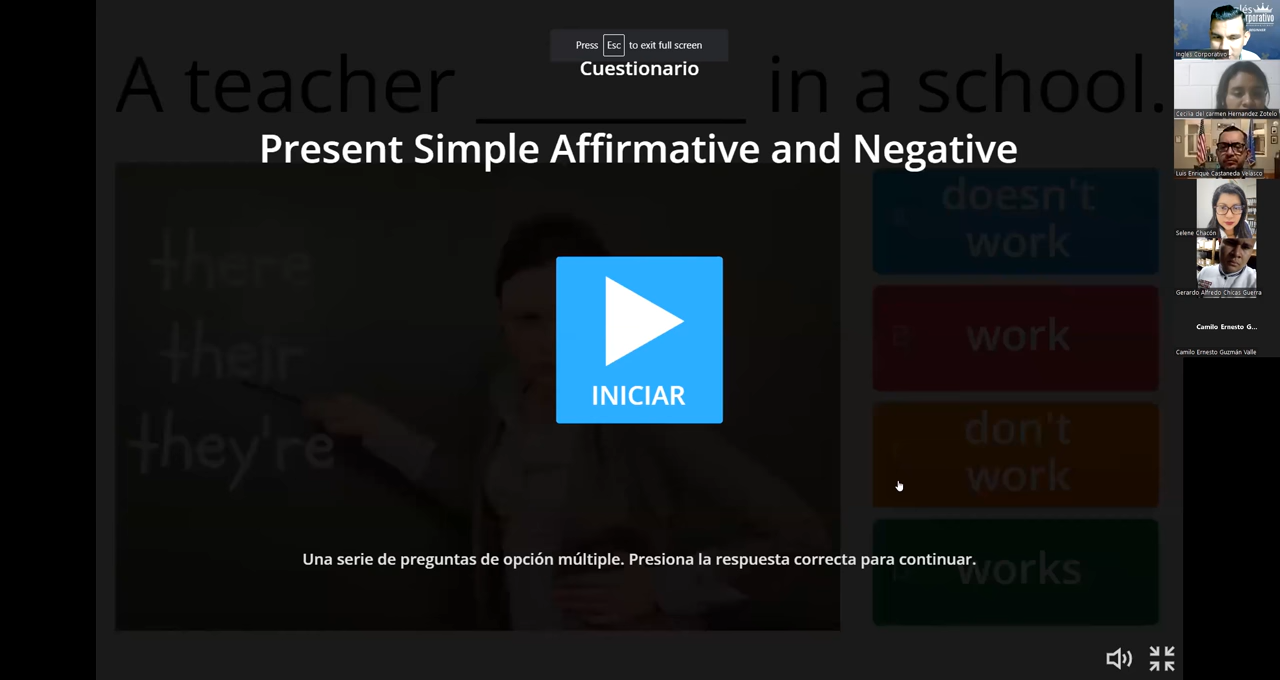 Press Esc to exit full screen
Cuestionario
A teacher __________ in a school.
Present Simple Affirmative and Negative
there
their
they're
doesn't
work
work
don't
work
works
INICIAR
Una serie de preguntas de opción múltiple. Presiona la respuesta correcta para continuar.
Inglés Corporativo
Cecilia del carmen Hernandez Zotelo
Luis Enrique Castaneda Velasco
Selene Chacón
Gerardo Alfredo Chicas Guerra
Camilo Ernesto G...
Camilo Ernesto Guzmán Valle